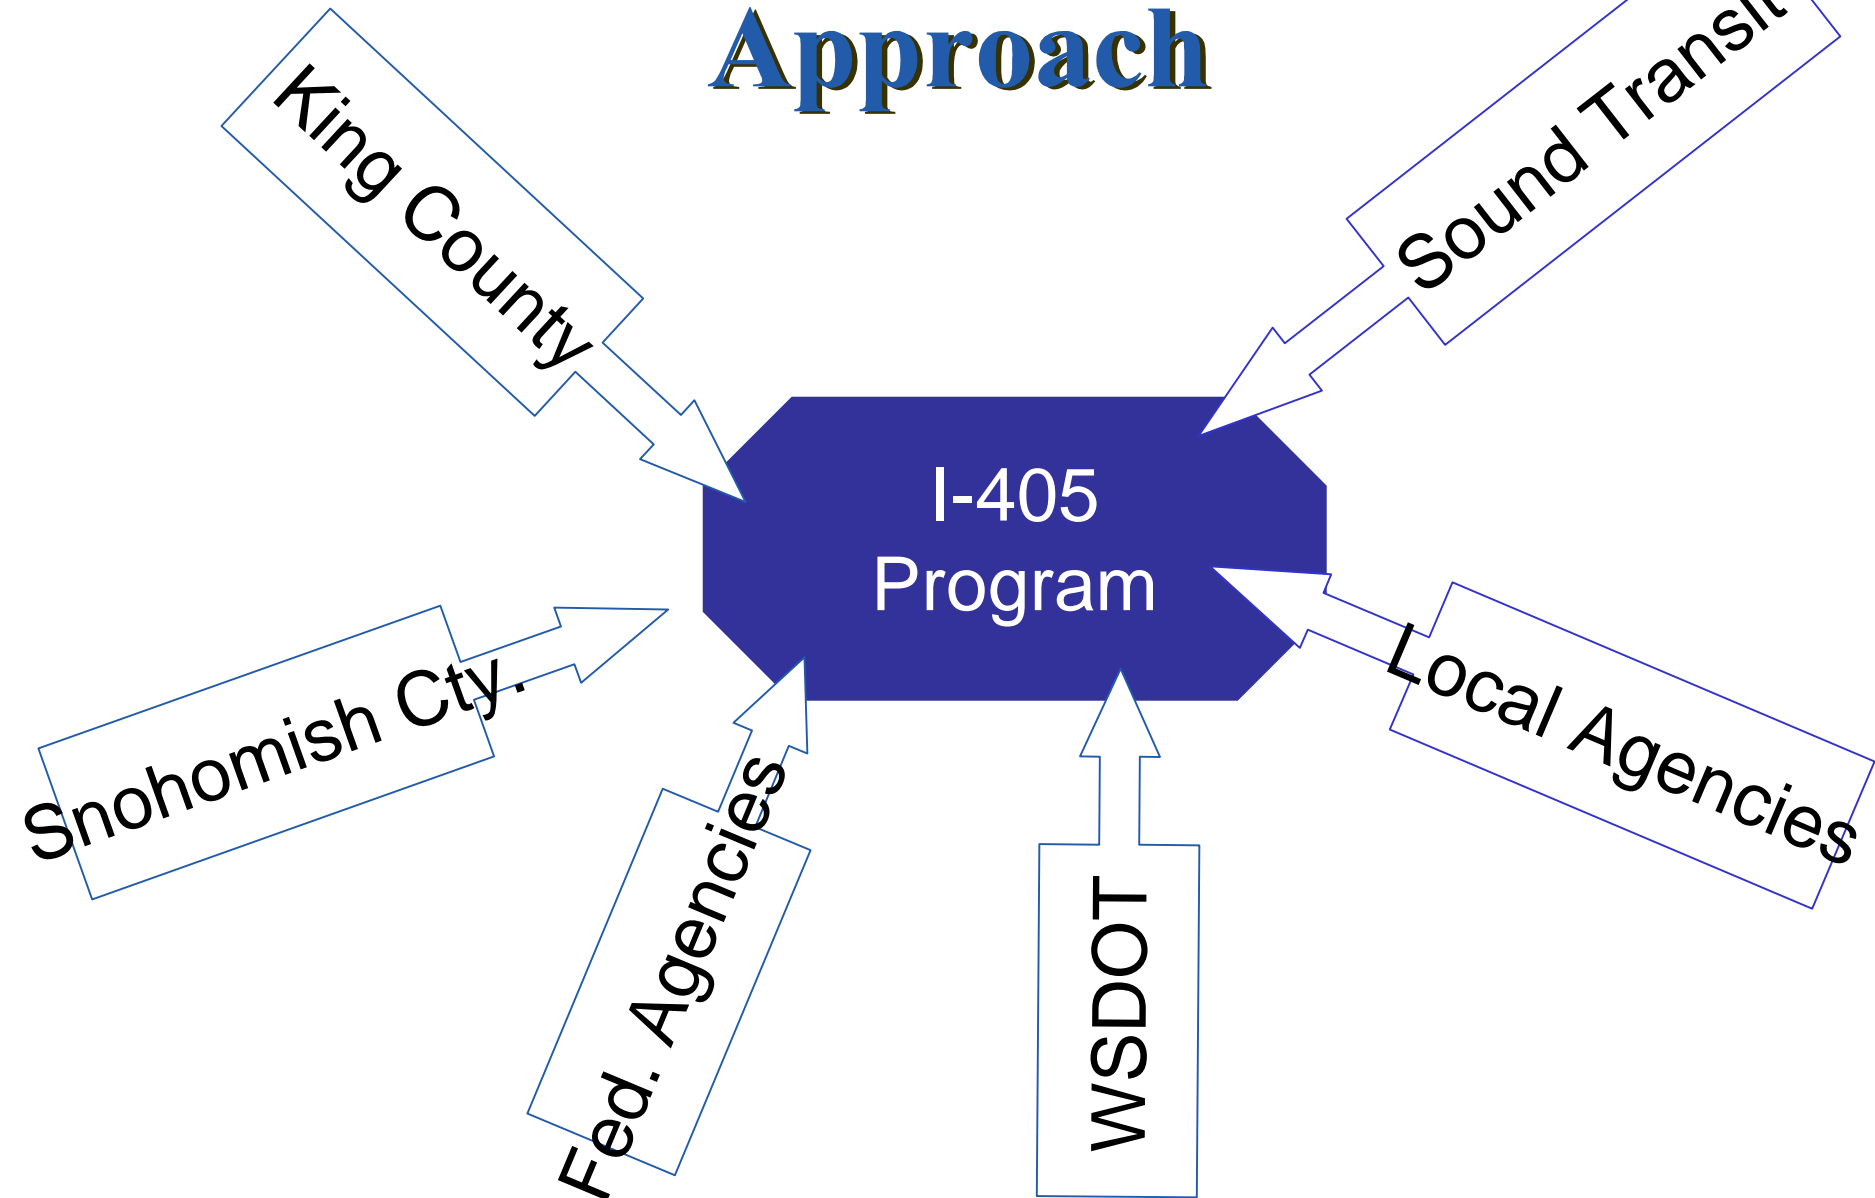 Approach
King County
Sound Transit
I-405
Program
Snohomish Cty.
Local Agencies
Fed. Agencies
WSDOT